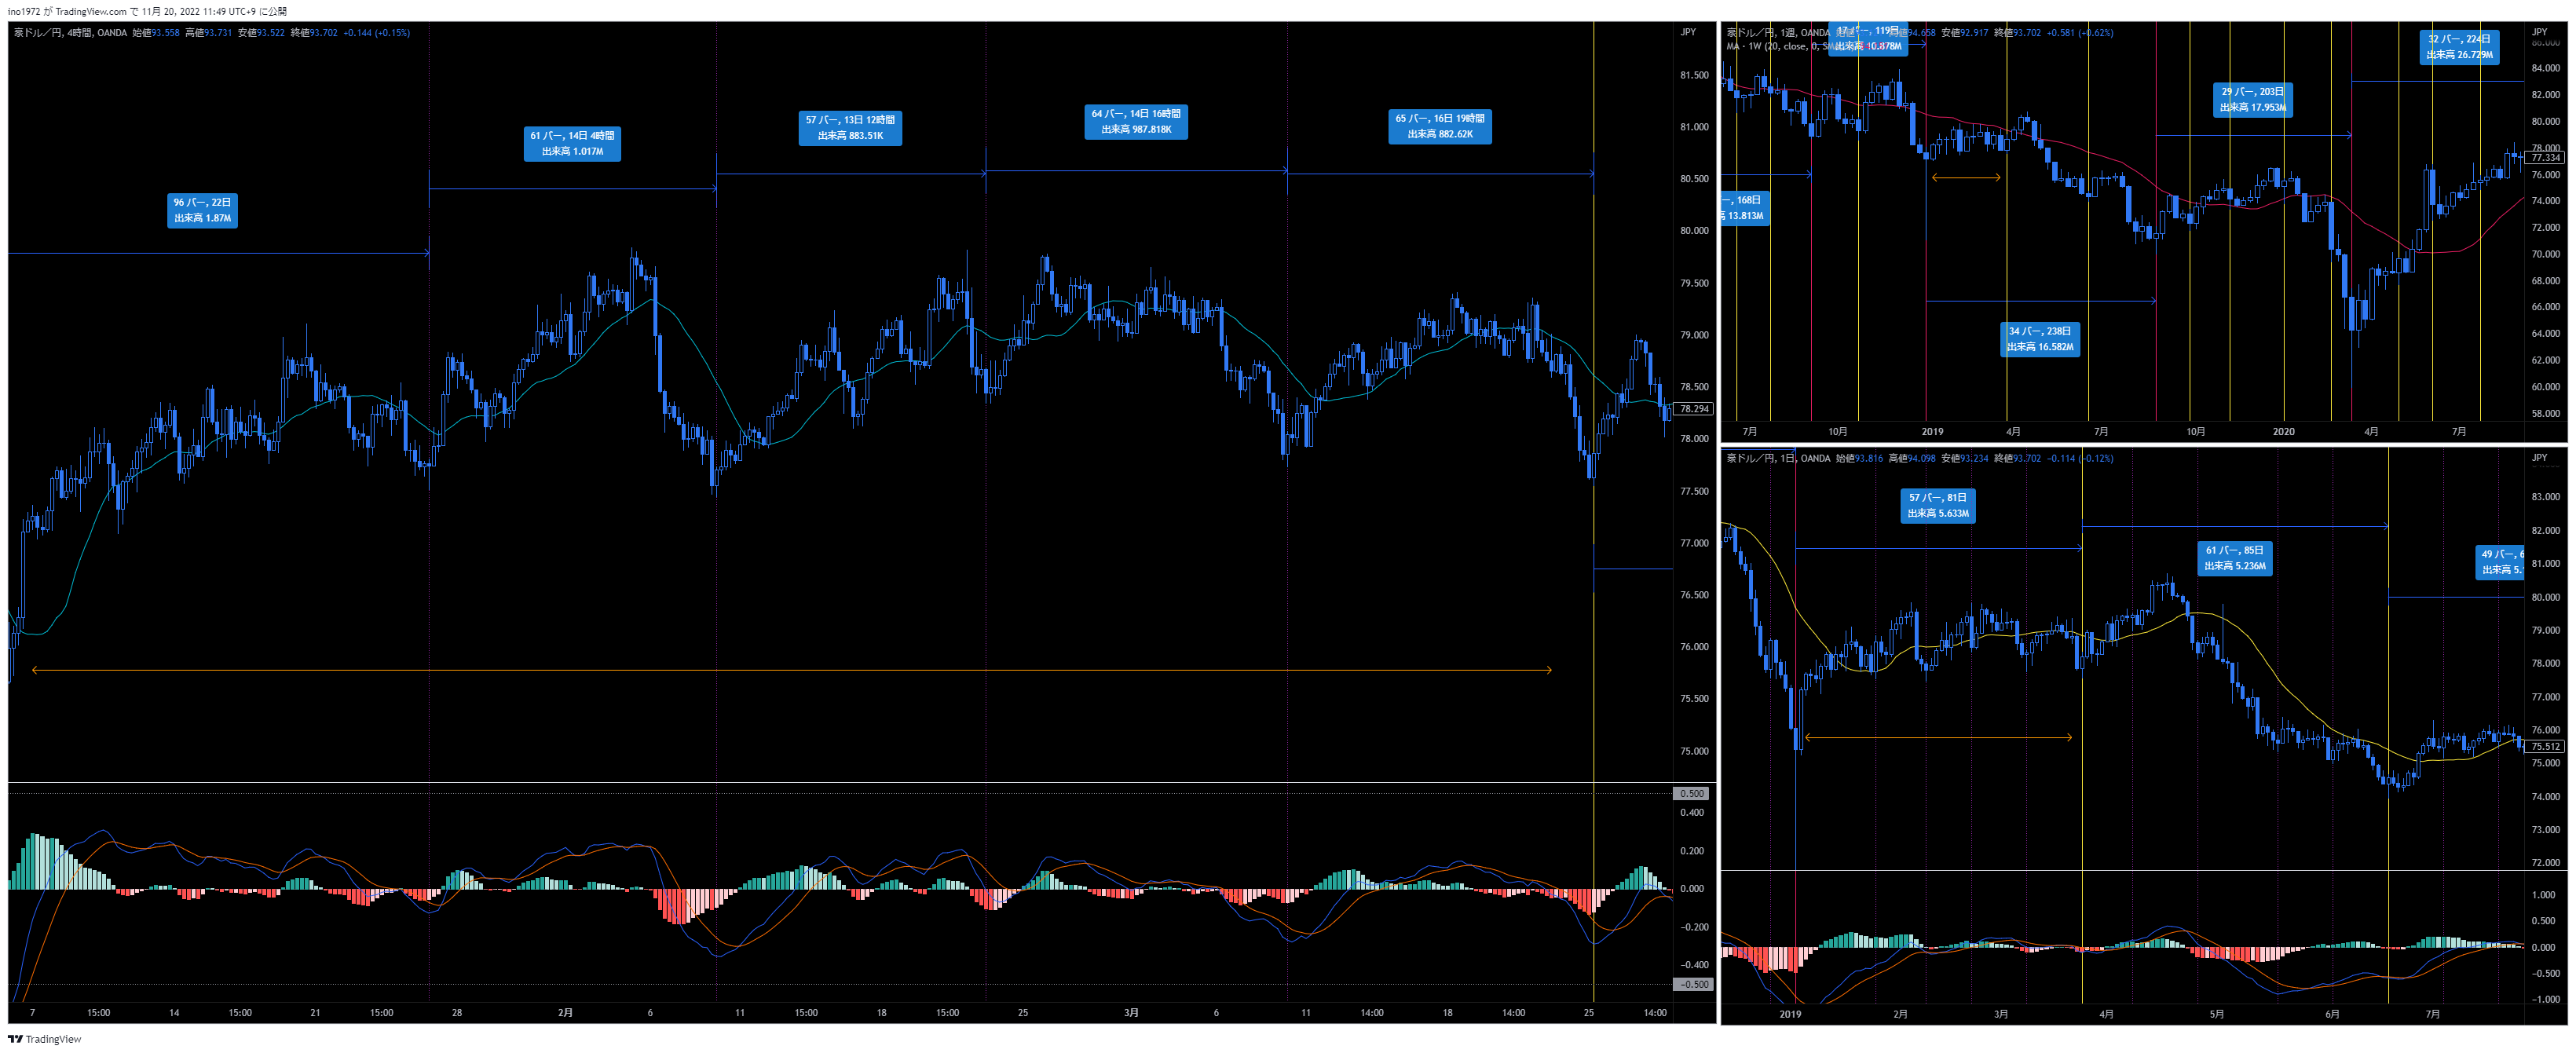 ino1972 が TradingView.com で 11月 20, 2022 11:49 UTC+9 に公開
豪ドル／円, 4時間, OANDA 始値93.558 高値93.731 安値93.522 終値93.702 +0.144 (+0.15%)
JPY
81.500
81.000
80.500
80.000
79.500
79.000
78.500
78.294
78.000
77.500
77.000
76.500
76.000
75.500
75.000
96 バー, 22日
出来高 1.87M
61 バー, 14日 4時間
出来高 1.017M
57 バー, 13日 12時間
出来高 883.51K
64 バー, 14日 16時間
出来高 987.818K
65 バー, 16日 19時間
出来高 882.62K
0.500
0.400
0.200
0.000
−0.200
−0.400
−0.500
7
15:00
14
15:00
21
15:00
28
2月
6
11
15:00
18
15:00
25
3月
6
11
14:00
18
14:00
25
14:00
豪ドル／円, 1週, OANDA
安値92.917 終値93.702 +0.581 (+0.62%)
MA · 1W (20, close, 0,
17 バー, 119日
出来高 10.878M
JPY
86.000
84.000
82.000
80.000
78.000
77.334
76.000
74.000
72.000
70.000
68.000
66.000
64.000
62.000
60.000
58.000
ー, 168日
13.813M
34 バー, 238日
出来高 16.582M
29 バー, 203日
出来高 17.953M
32 バー, 224日
出来高 26.729M
7月
10月
2019
4月
7月
10月
2020
4月
7月
豪ドル／円, 1日, OANDA 始値93.816 高値94.098 安値93.234 終値93.702 −0.114 (−0.12%)
JPY
83.000
82.000
81.000
80.000
79.000
78.000
77.000
76.000
75.512
75.000
74.000
73.000
72.000
57 バー, 81日
出来高 5.633M
61 バー, 85日
出来高 5.236M
49 バー,
出来高 5.
1.000
0.500
0.000
−0.500
−1.000
2019
2月
3月
4月
5月
6月
7月
TradingView